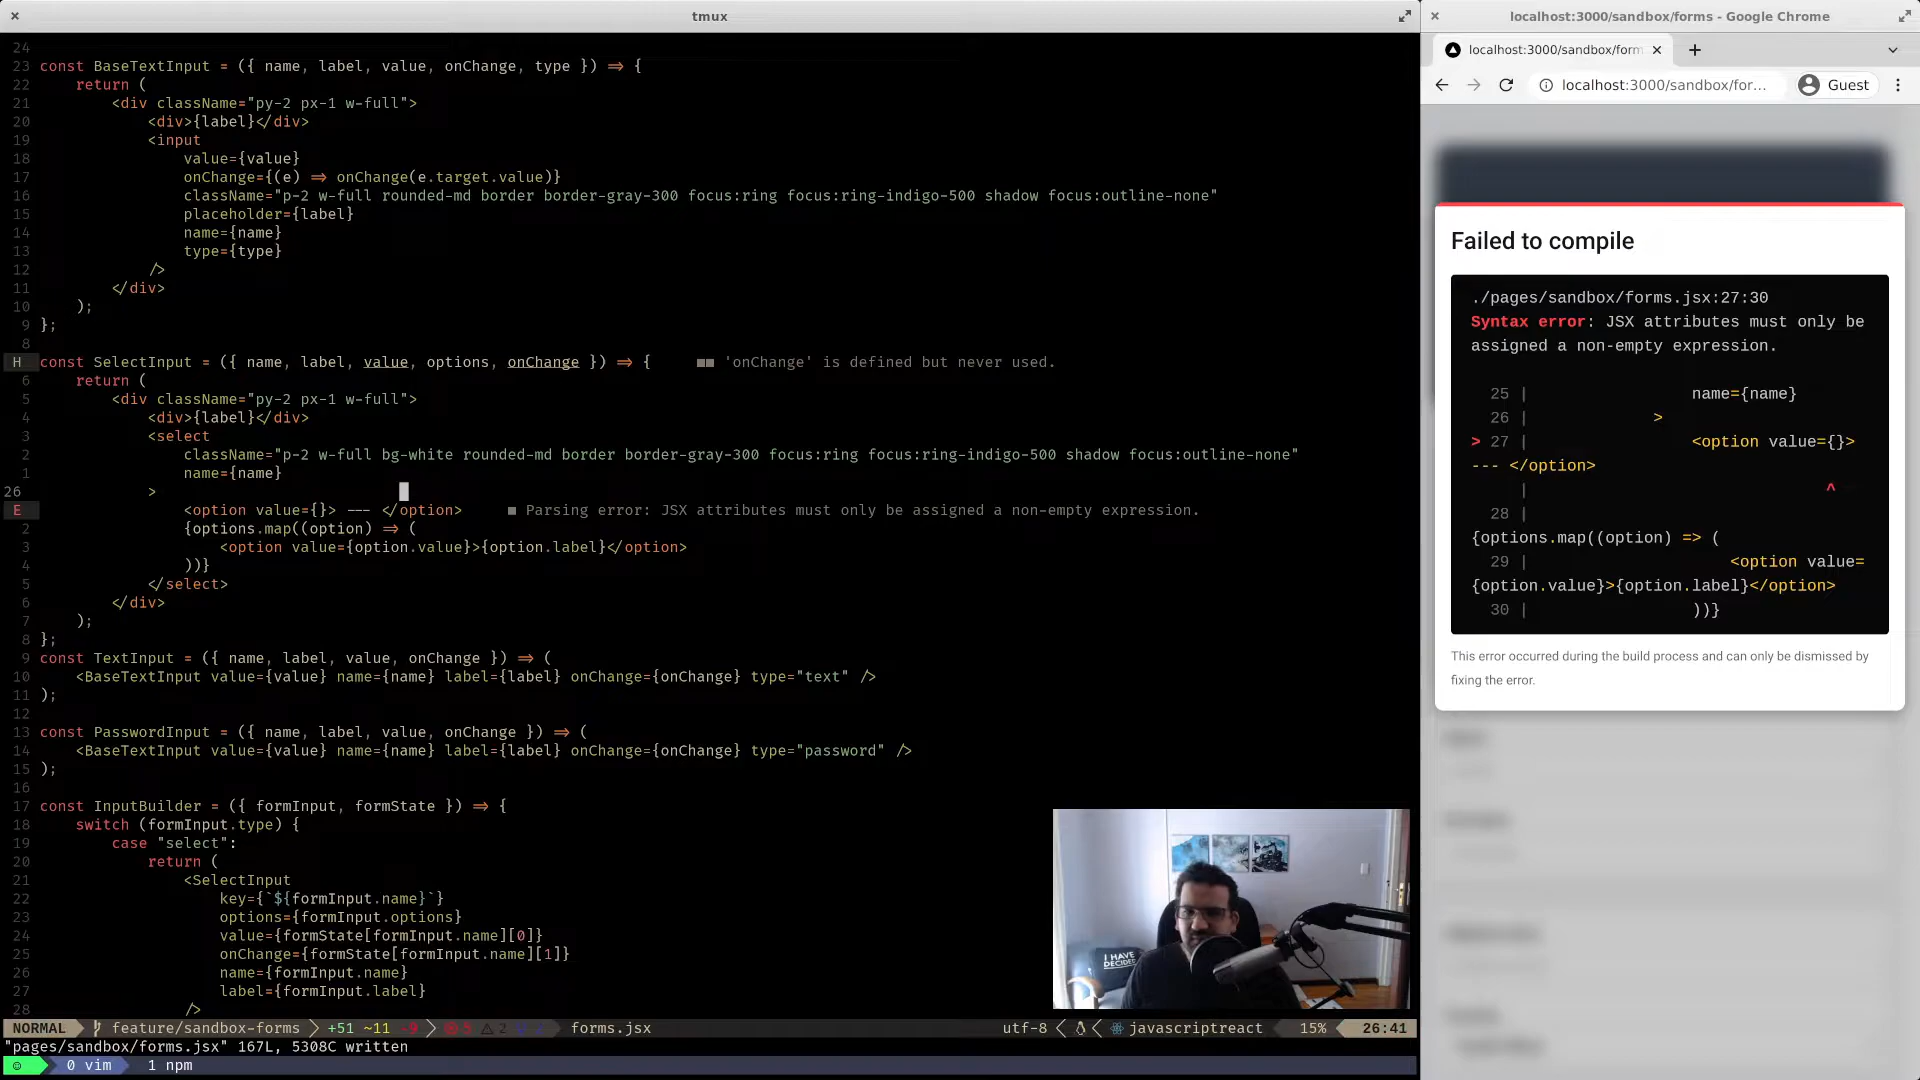 tmux
24
23 const BaseTextInput = ({ name, label, value, onChange, type }) => {
22 return (
21 <div className="py-2 px-1 w-full">
20 <div>{label}</div>
19 <input
18 value={value}
17 onChange={(e) => onChange(e.target.value)}
16 className="p-2 w-full rounded-md border border-gray-300 focus:ring focus:ring-indigo-500 shadow focus:outline-none"
15 placeholder={label}
14 name={name}
13 type={type}
12 />
11 </div>
10 );
9 };
8
H const SelectInput = ({ name, label, value, options, onChange }) => { ■■ 'onChange' is defined but never used.
6 return (
5 <div className="py-2 px-1 w-full">
4 <div>{label}</div>
3 <select
2 className="p-2 w-full bg-white rounded-md border border-gray-300 focus:ring focus:ring-indigo-500 shadow focus:outline-none"
1 name={name}
26 >
E <option value={}> --- </option> ■ Parsing error: JSX attributes must only be assigned a non-empty expression.
2 {options.map((option) => (
3 <option value={option.value}>{option.label}</option>
4 ))}
5 </select>
6 </div>
7 );
8 };
9 const TextInput = ({ name, label, value, onChange }) => (
10 <BaseTextInput value={value} name={name} label={label} onChange={onChange} type="text" />
11 );
12
13 const PasswordInput = ({ name, label, value, onChange }) => (
14 <BaseTextInput value={value} name={name} label={label} onChange={onChange} type="password" />
15 );
16
17 const InputBuilder = ({ formInput, formState }) => {
18 switch (formInput.type) {
19 case "select":
20 return (
21 <SelectInput
22 key={`${formInput.name}`}
23 options={formInput.options}
24 value={formState[formInput.name][0]}
25 onChange={formState[formInput.name][1]}
26 name={formInput.name}
27 label={formInput.label}
28 />
NORMAL feature/sandbox-forms +51 ~11 -9 5 2 forms.jsx utf-8 javascriptreact 15% 26:41
"pages/sandbox/forms.jsx" 167L, 5308C written
0 vim 1 npm
I HAVE
DECIDED
localhost:3000/sandbox/forms - Google Chrome
localhost:3000/sandbox/form
localhost:3000/sandbox/for... Guest
Failed to compile
./pages/sandbox/forms.jsx:27:30
Syntax error: JSX attributes must only be
assigned a non-empty expression.
25 | name={name}
26 | >
> 27 | <option value={}>
--- </option>
| ^
28 |
{options.map((option) => (
29 | <option value=
{option.value}>{option.label}</option>
30 | ))}
This error occurred during the build process and can only be dismissed by
fixing the error.